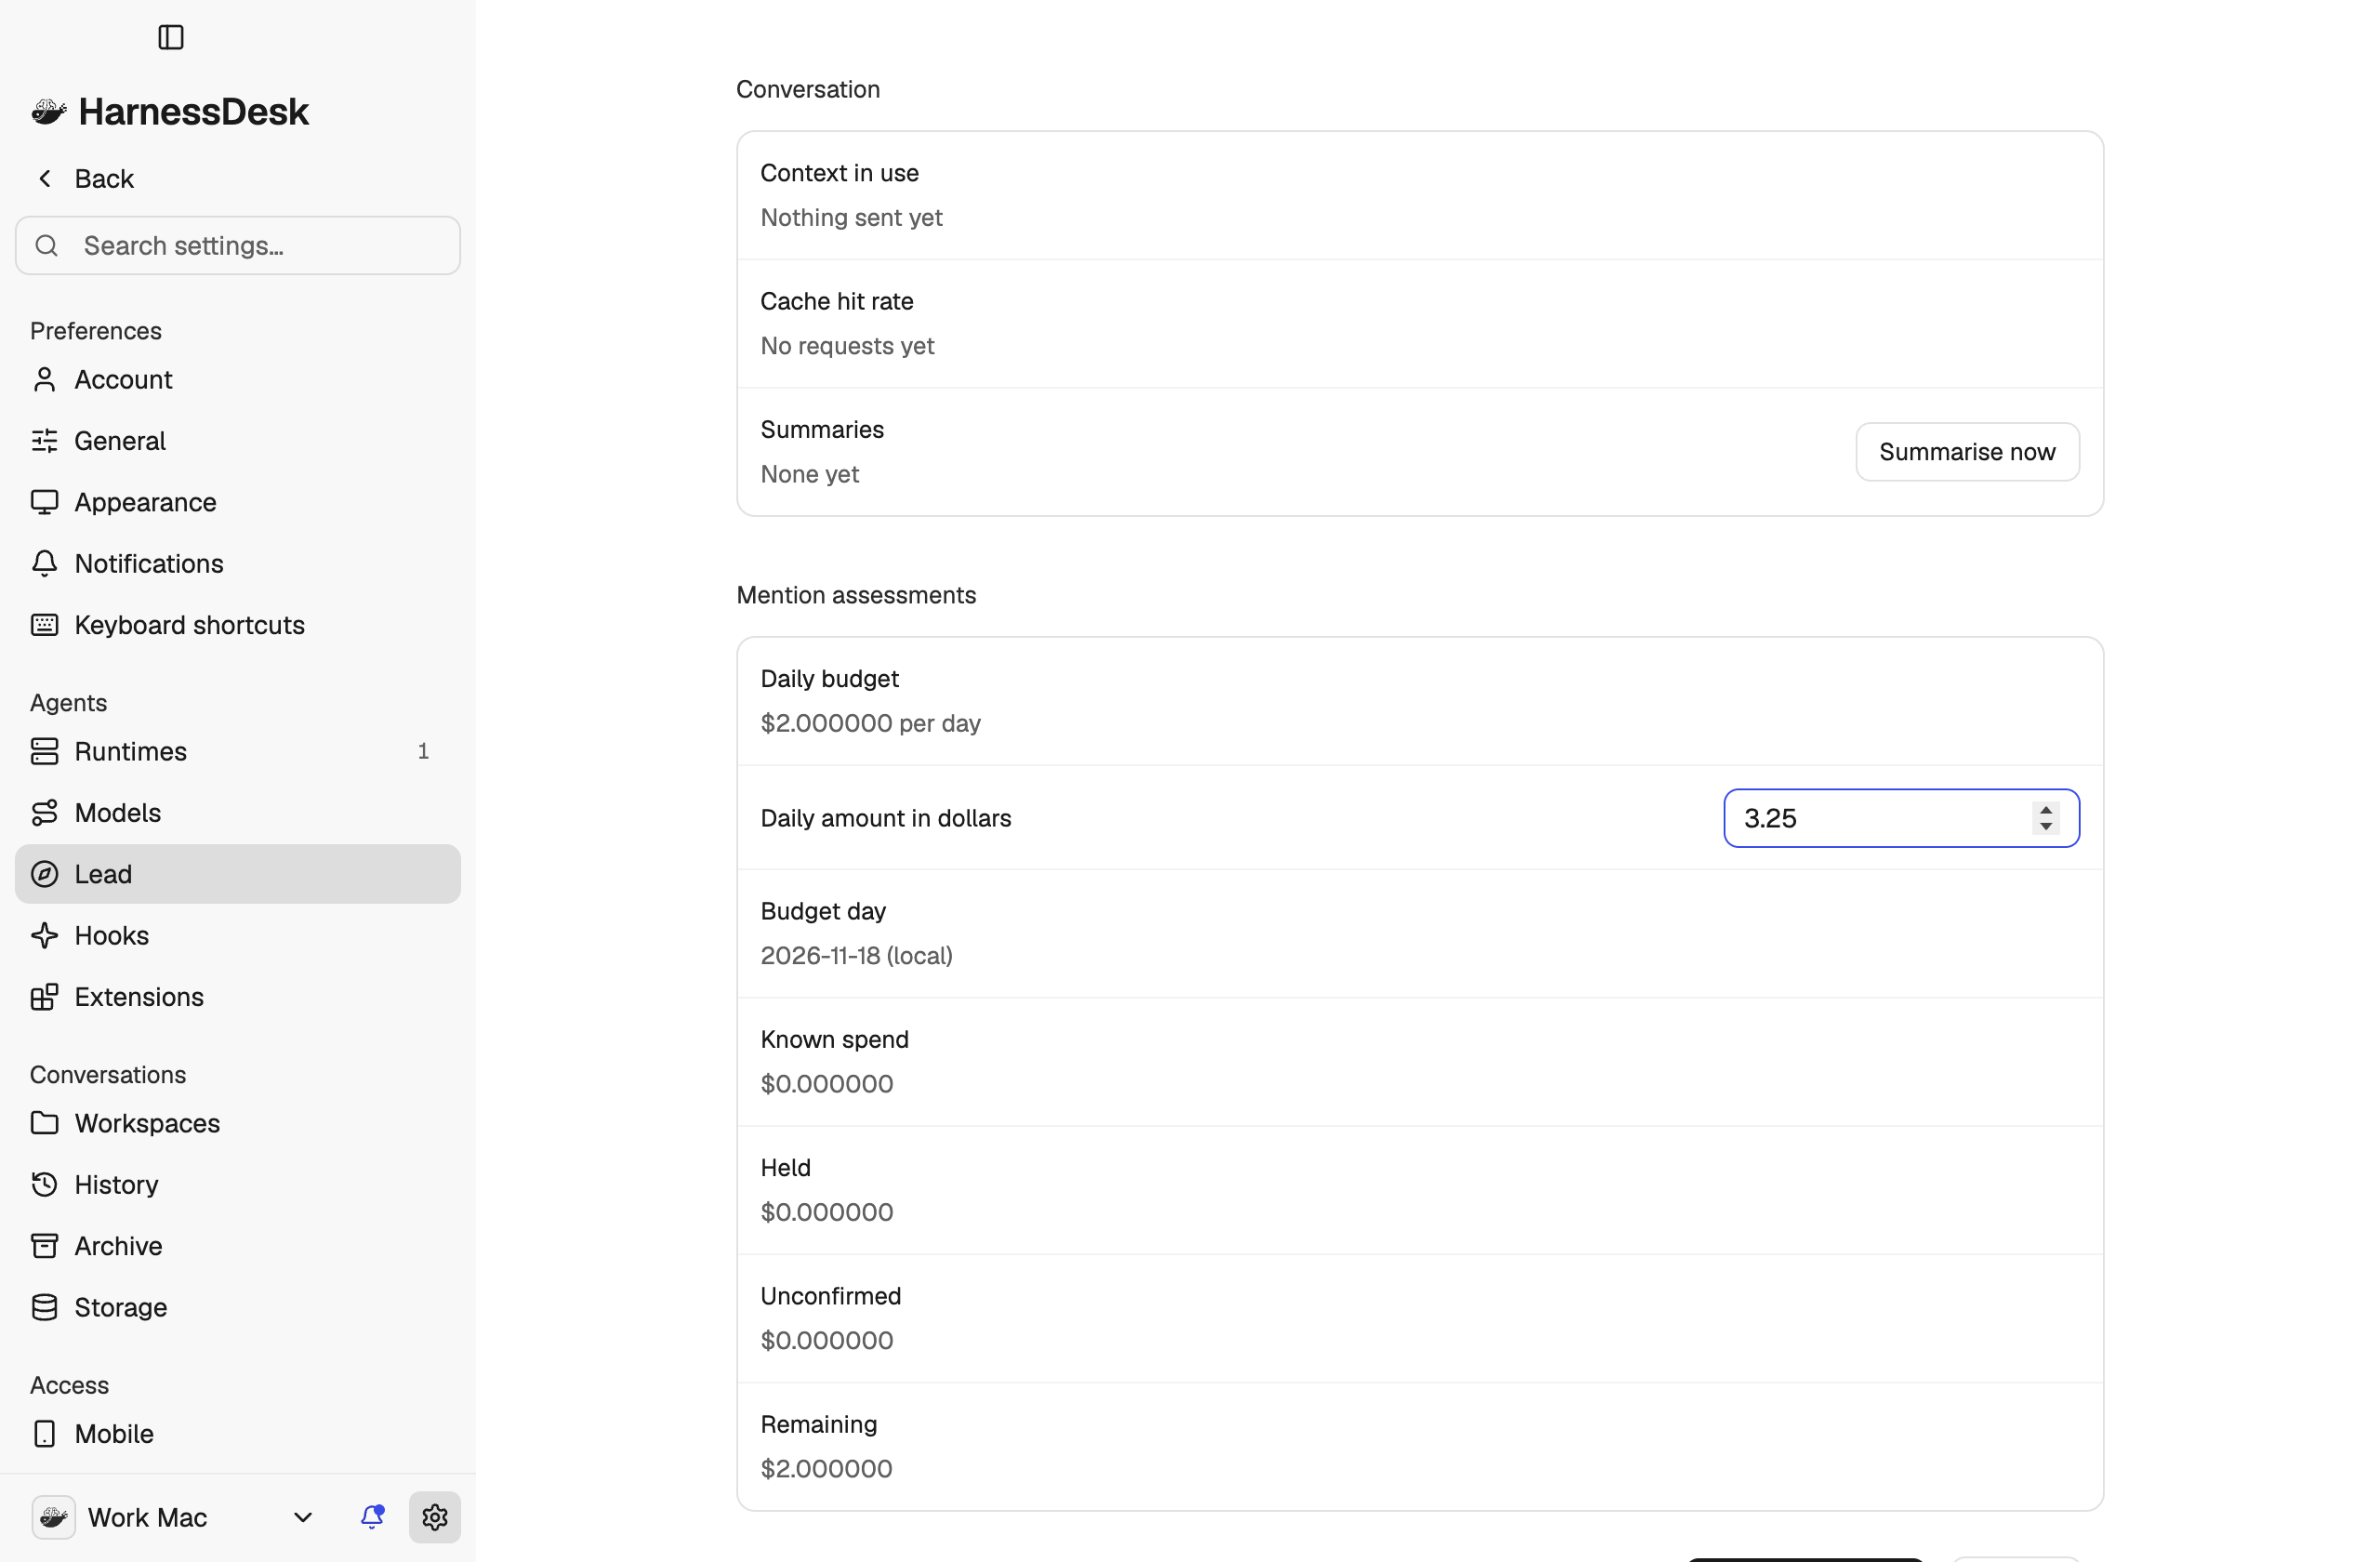 HarnessDesk
Back
Search settings...
Preferences
Account
General
Appearance
Notifications
Keyboard shortcuts
Agents
Runtimes 1
Models
Lead
Hooks
Extensions
Conversations
Workspaces
History
Archive
Storage
Access
Mobile
Work Mac
Conversation
Context in use
Nothing sent yet
Cache hit rate
No requests yet
Summaries
None yet
Summarise now
Mention assessments
Daily budget
$2.000000 per day
Daily amount in dollars
3.25
Budget day
2026-11-18 (local)
Known spend
$0.000000
Held
$0.000000
Unconfirmed
$0.000000
Remaining
$2.000000